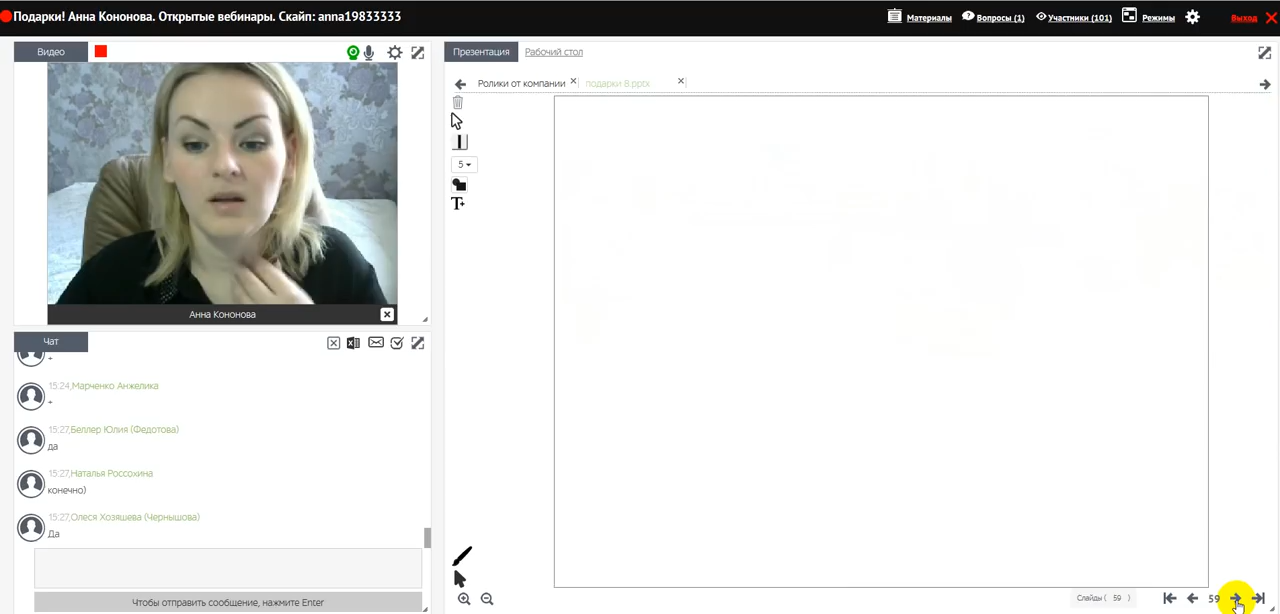 Подарки! Анна Кононова. Открытые вебинары. Скайп: anna19833333
Материалы
Вопросы (1)
Участники (101)
Режимы
Выход
Видео
Анна Кононова
Чат
+
15:24, Марченко Анжелика
+
15:27, Беллер Юлия (Федотова)
да
15:27, Наталья Россохина
конечно)
15:27, Олеся Хозяшева (Чернышова)
Да
Чтобы отправить сообщение, нажмите Enter
Презентация
Рабочий стол
Ролики от компании
подарки 8.pptx
5
T+
Слайды ( 59 )
59